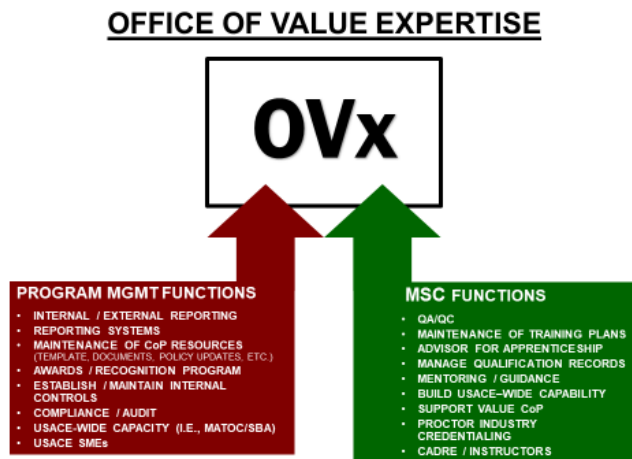 OFFICE OF VALUE EXPERTISE
OVx
PROGRAM MGMT FUNCTIONS
• INTERNAL / EXTERNAL REPORTING
• REPORTING SYSTEMS
• MAINTENANCE OF CoP RESOURCES
(TEMPLATE, DOCUMENTS, POLICY UPDATES, ETC.)
• AWARDS / RECOGNITION PROGRAM
• ESTABLISH / MAINTAIN INTERNAL
CONTROLS
• COMPLIANCE / AUDIT
• USACE-WIDE CAPACITY (I.E., MATOC/SBA)
• USACE SMEs
MSC FUNCTIONS
• QA/QC
• MAINTENANCE OF TRAINING PLANS
• ADVISOR FOR APPRENTICESHIP
• MANAGE QUALIFICATION RECORDS
• MENTORING / GUIDANCE
• BUILD USACE–WIDE CAPABILITY
• SUPPORT VALUE CoP
• PROCTOR INDUSTRY
CREDENTIALING
• CADRE / INSTRUCTORS